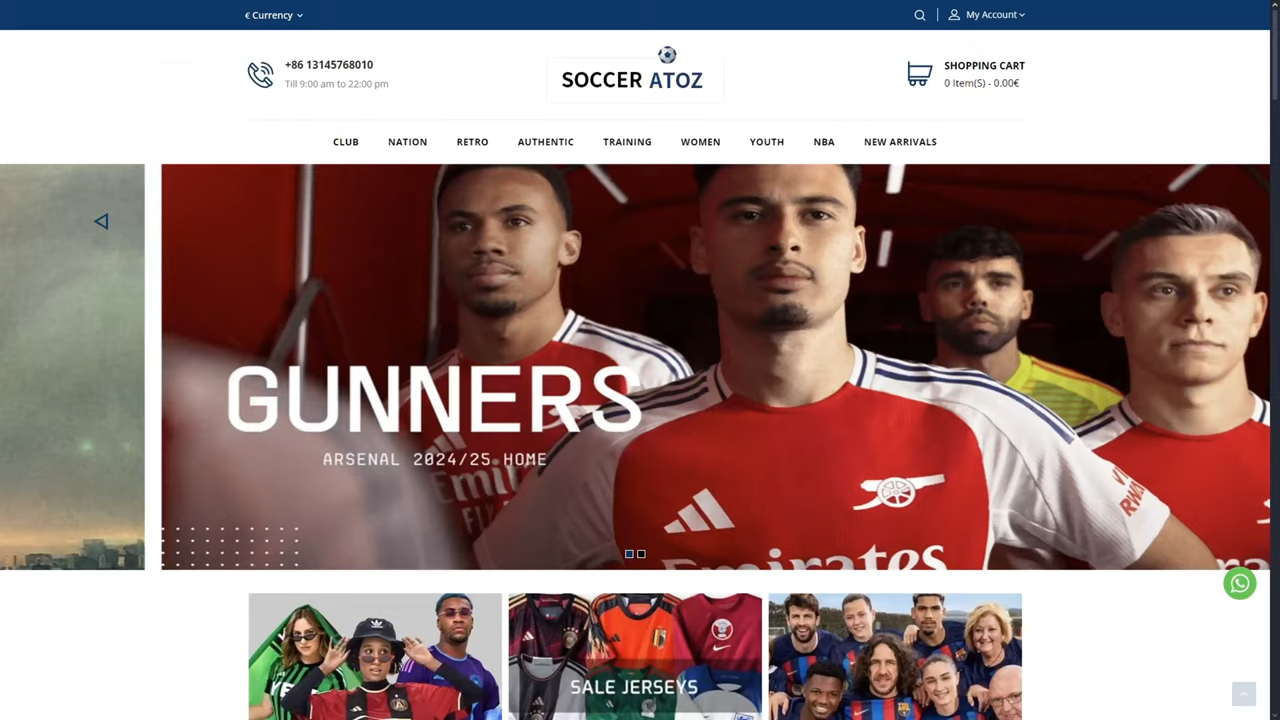 € Currency
My Account
+86 13145768010
Till 9:00 am to 22:00 pm
SOCCER ATOZ
SHOPPING CART
0 Item(S) - 0.00€
CLUB NATION RETRO AUTHENTIC TRAINING WOMEN YOUTH NBA NEW ARRIVALS
GUNNERS
ARSENAL 2024/25 HOME
Emirates
Emirates
SALE JERSEYS